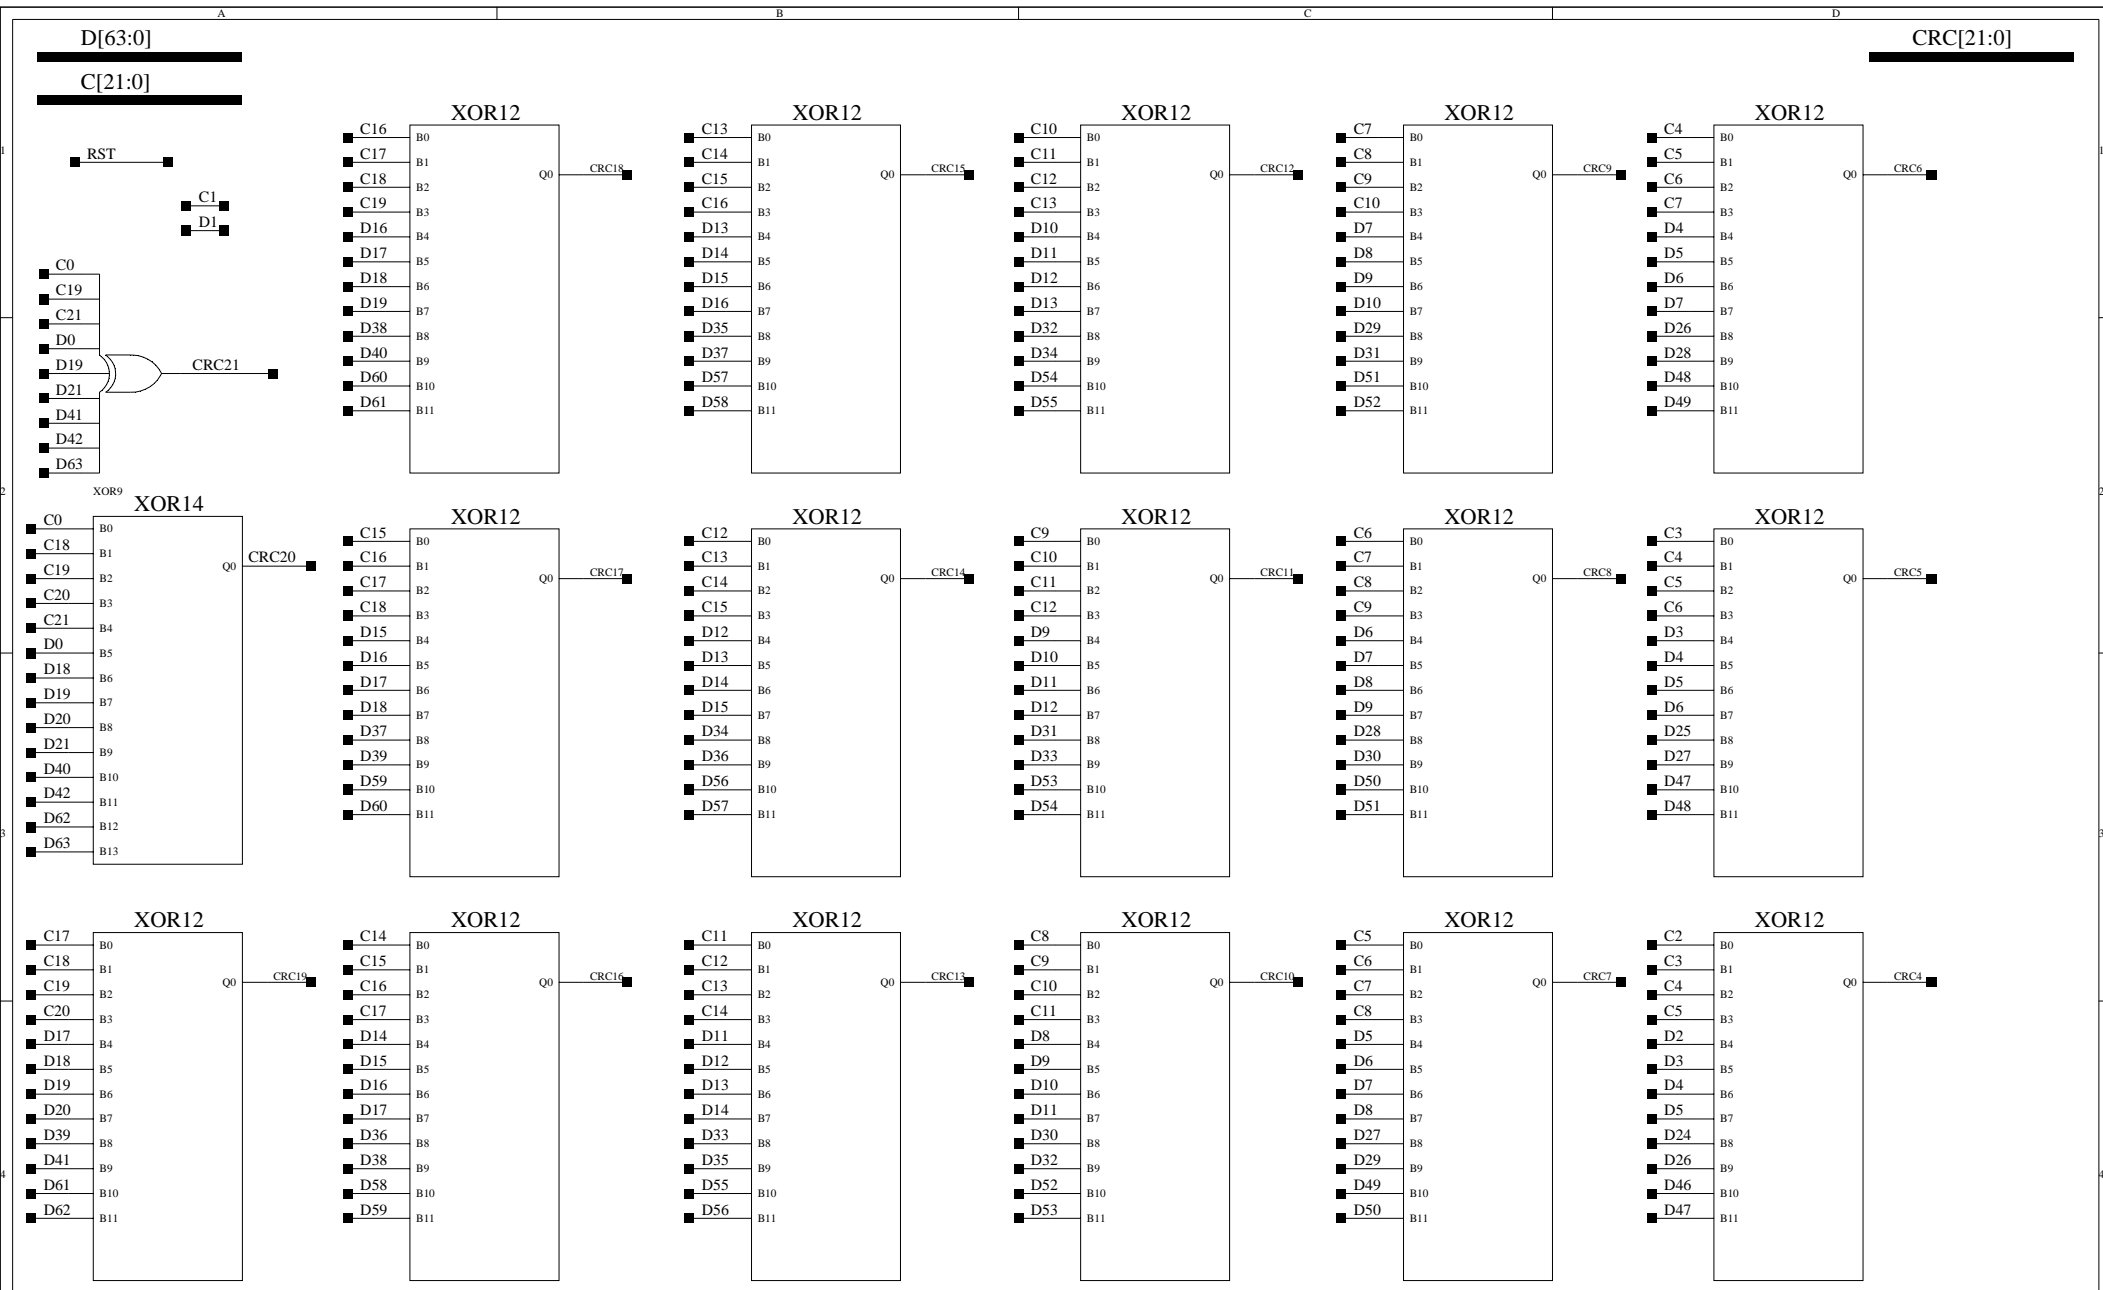 A B C D
D[63:0] CRC[21:0]
C[21:0]
1 1
RST
C1
D1
C0
C19
C21
D0
D19 CRC21
D21
D41
D42
D63
XOR9
XOR12
C16 B0
C17 B1
Q0 CRC18
C18 B2
C19 B3
D16 B4
D17 B5
D18 B6
D19 B7
D38 B8
D40 B9
D60 B10
D61 B11
XOR12
C13 B0
C14 B1
Q0 CRC15
C15 B2
C16 B3
D13 B4
D14 B5
D15 B6
D16 B7
D35 B8
D37 B9
D57 B10
D58 B11
XOR12
C10 B0
C11 B1
Q0 CRC12
C12 B2
C13 B3
D10 B4
D11 B5
D12 B6
D13 B7
D32 B8
D34 B9
D54 B10
D55 B11
XOR12
C7 B0
C8 B1
Q0 CRC9
C9 B2
C10 B3
D7 B4
D8 B5
D9 B6
D10 B7
D29 B8
D31 B9
D51 B10
D52 B11
XOR12
C4 B0
C5 B1
Q0 CRC6
C6 B2
C7 B3
D4 B4
D5 B5
D6 B6
D7 B7
D26 B8
D28 B9
D48 B10
D49 B11
2 2
XOR14
C0 B0
C18 B1
Q0 CRC20
C19 B2
C20 B3
C21 B4
D0 B5
D18 B6
D19 B7
D20 B8
D21 B9
D40 B10
D42 B11
D62 B12
D63 B13
XOR12
C15 B0
C16 B1
Q0 CRC17
C17 B2
C18 B3
D15 B4
D16 B5
D17 B6
D18 B7
D37 B8
D39 B9
D59 B10
D60 B11
XOR12
C12 B0
C13 B1
Q0 CRC14
C14 B2
C15 B3
D12 B4
D13 B5
D14 B6
D15 B7
D34 B8
D36 B9
D56 B10
D57 B11
XOR12
C9 B0
C10 B1
Q0 CRC11
C11 B2
C12 B3
D9 B4
D10 B5
D11 B6
D12 B7
D31 B8
D33 B9
D53 B10
D54 B11
XOR12
C6 B0
C7 B1
Q0 CRC8
C8 B2
C9 B3
D6 B4
D7 B5
D8 B6
D9 B7
D28 B8
D30 B9
D50 B10
D51 B11
XOR12
C3 B0
C4 B1
Q0 CRC5
C5 B2
C6 B3
D3 B4
D4 B5
D5 B6
D6 B7
D25 B8
D27 B9
D47 B10
D48 B11
3 3
XOR12
C17 B0
C18 B1
Q0 CRC19
C19 B2
C20 B3
D17 B4
D18 B5
D19 B6
D20 B7
D39 B8
D41 B9
D61 B10
D62 B11
XOR12
C14 B0
C15 B1
Q0 CRC16
C16 B2
C17 B3
D14 B4
D15 B5
D16 B6
D17 B7
D36 B8
D38 B9
D58 B10
D59 B11
XOR12
C11 B0
C12 B1
Q0 CRC13
C13 B2
C14 B3
D11 B4
D12 B5
D13 B6
D14 B7
D33 B8
D35 B9
D55 B10
D56 B11
XOR12
C8 B0
C9 B1
Q0 CRC10
C10 B2
C11 B3
D8 B4
D9 B5
D10 B6
D11 B7
D30 B8
D32 B9
D52 B10
D53 B11
XOR12
C5 B0
C6 B1
Q0 CRC7
C7 B2
C8 B3
D5 B4
D6 B5
D7 B6
D8 B7
D27 B8
D29 B9
D49 B10
D50 B11
XOR12
C2 B0
C3 B1
Q0 CRC4
C4 B2
C5 B3
D2 B4
D3 B5
D4 B6
D5 B7
D24 B8
D26 B9
D46 B10
D47 B11
4 4